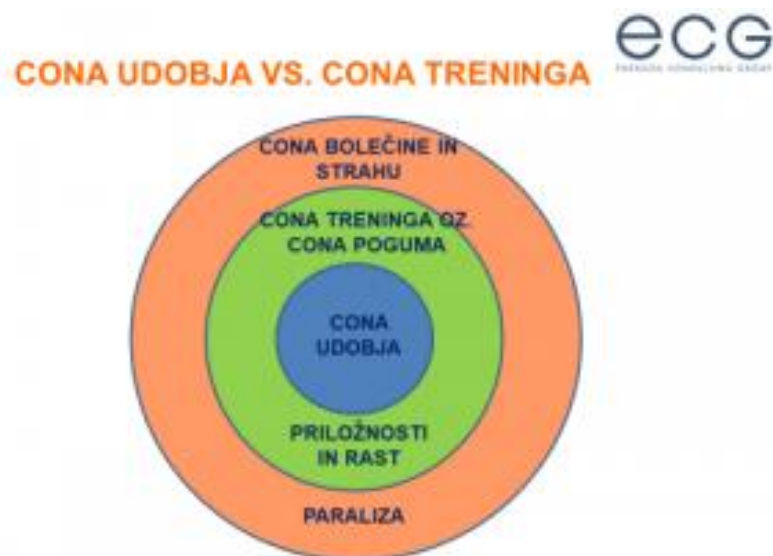 ecg
CONA UDOBJA VS. CONA TRENINGA
CONA BOLEČINE IN
STRAHU
CONA TRENINGA OZ.
CONA POGUMA
CONA
UDOBJA
PRILOŽNOSTI
IN RAST
PARALIZA